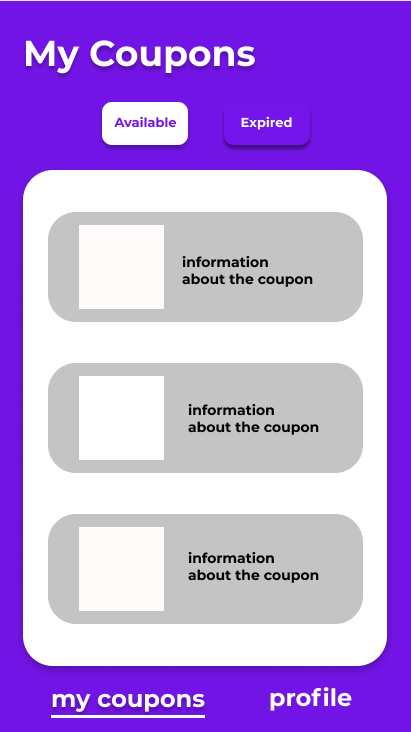 My Coupons
Available
Expired
information
about the coupon
information
about the coupon
information
about the coupon
my coupons
profile